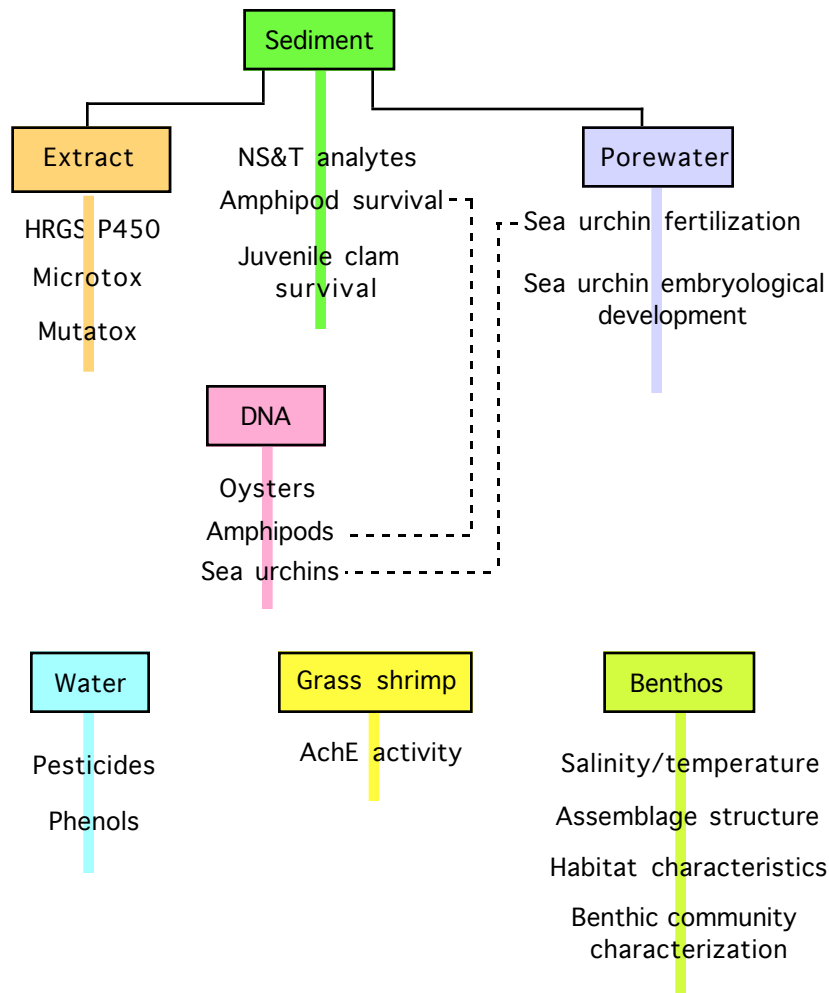 Sediment
Extract
HRGS P450
Microtox
Mutatox
NS&T analytes
Amphipod survival
Juvenile clam
survival
Porewater
Sea urchin fertilization
Sea urchin embryological
development
DNA
Oysters
Amphipods
Sea urchins
Water
Pesticides
Phenols
Grass shrimp
AchE activity
Benthos
Salinity/temperature
Assemblage structure
Habitat characteristics
Benthic community
characterization